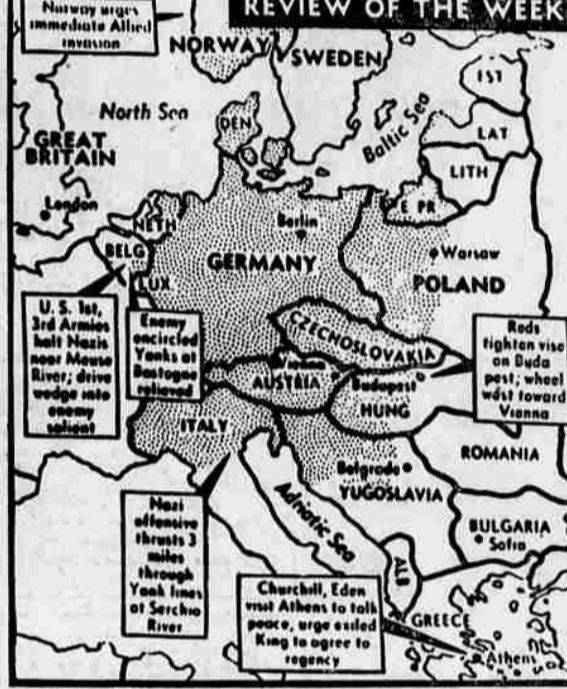 REVIEW OF THE WEEK
Norway urges
immediate Allied
invasion
NORWAY
SWEDEN
EST
North Sea
Baltic Sea
DEN
LAT
GREAT
BRITAIN
LITH
London
E PR
NETH
Berlin
Warsaw
BELG
GERMANY
POLAND
LUX
U. S. 1st,
3rd Armies
halt Nazis
near Meuse
River; drive
wedge into
enemy
salient
Enemy
encircled
Yanks at
Bastogne
relieved
CZECHOSLOVAKIA
Reds
tighten vise
on Buda
pest; wheel
west toward
Vienna
Vienna
AUSTRIA
Budapest
HUNG
ITALY
ROMANIA
Belgrade
YUGOSLAVIA
Adriatic Sea
BULGARIA
Sofia
Nazi
offensive
thrusts 3
miles
through
Yank lines
at Serchio
River
ALB
Churchill, Eden
visit Athens to talk
peace, urge exiled
King to agree to
regency
GREECE
Athens